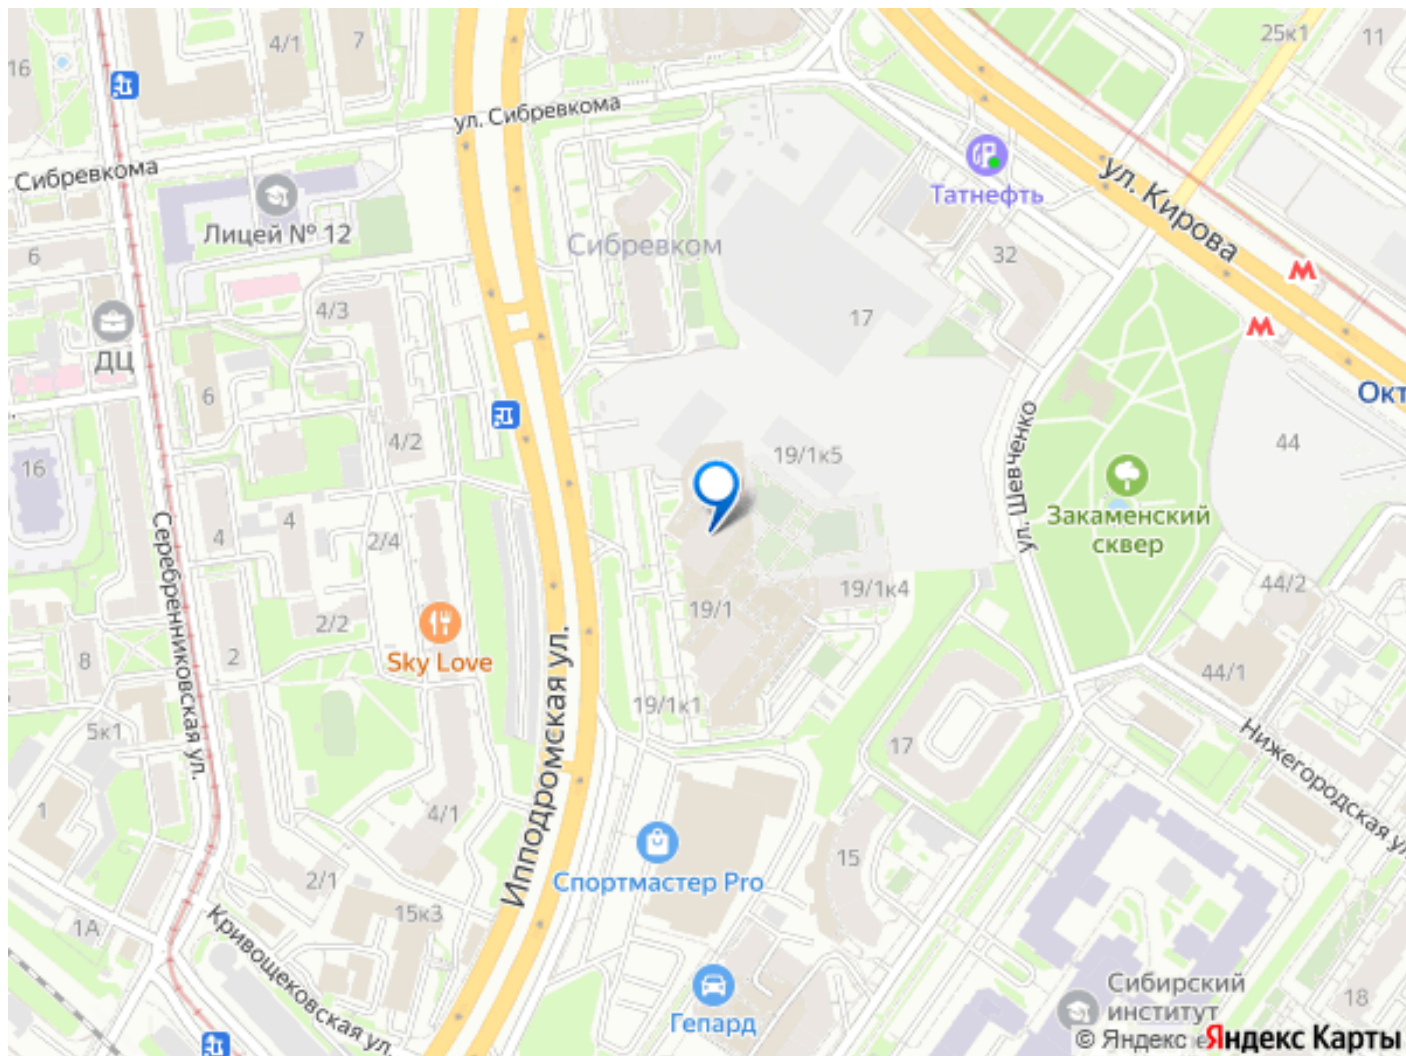 4/1
7
25к1
11
16
ул. Сибревкома
Сибревкома
Татнефть
ул. Кирова
Лицей № 12
Сибревком
32
6
4/3
17
ДЦ
Окт
6
4/2
19/1к5
ул. Шевченко
44
16
Закаменский
сквер
4
4
2/4
Серебренниковская ул.
19/1
19/1к4
44/2
2/2
Sky Love
8
2
44/1
19/1к1
5к1
17
Ипподромская ул.
Нижегородская ул.
1
4/1
15
Спортмастер Pro
2/1
15к3
1А
Кривощековская ул.
Сибирский
институт
18
Гепард
© Яндекс
Яндекс Карты